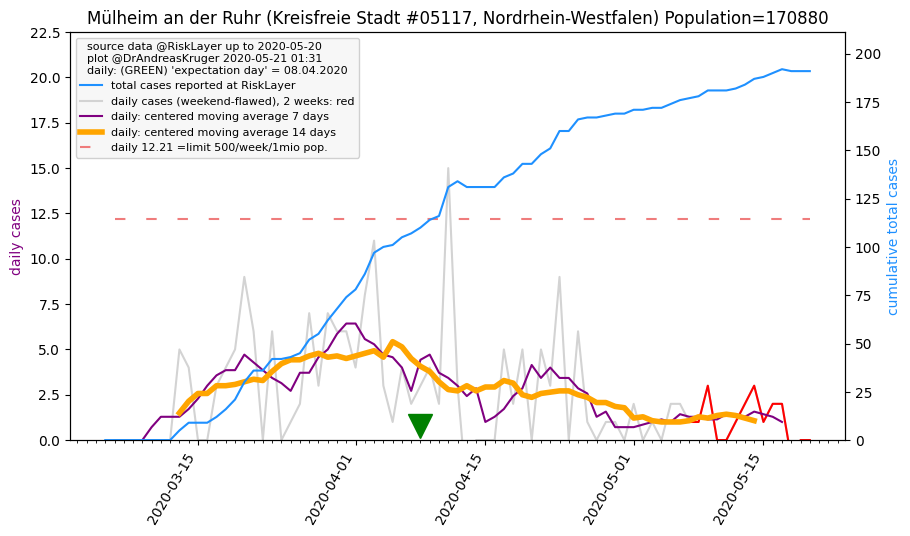 Mülheim an der Ruhr (Kreisfreie Stadt #05117, Nordrhein-Westfalen) Population=170880
source data @RiskLayer up to 2020-05-20
plot @DrAndreasKruger 2020-05-21 01:31
daily: (GREEN) 'expectation day' = 08.04.2020
total cases reported at RiskLayer
daily cases (weekend-flawed), 2 weeks: red
daily: centered moving average 7 days
daily: centered moving average 14 days
daily 12.21 =limit 500/week/1mio pop.
daily cases
22.5
20.0
17.5
15.0
12.5
10.0
7.5
5.0
2.5
0.0
200
175
150
125
100
75
50
25
0
cumulative total cases
2020-03-15
2020-04-01
2020-04-15
2020-05-01
2020-05-15